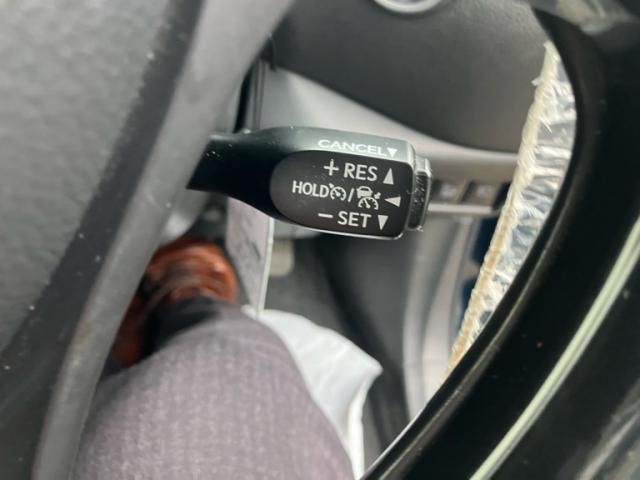 CANCEL▼
+ RES ▲
HOLD / ◀
− SET ▼